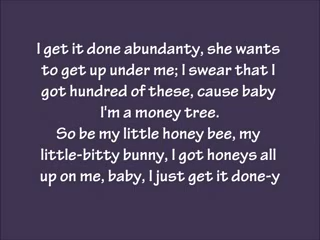 I get it done abundanty, she wants
to get up under me; I swear that I
got hundred of these, cause baby
I'm a money tree.
So be my little honey bee, my
little-bitty bunny, I got honeys all
up on me, baby, I just get it done-y